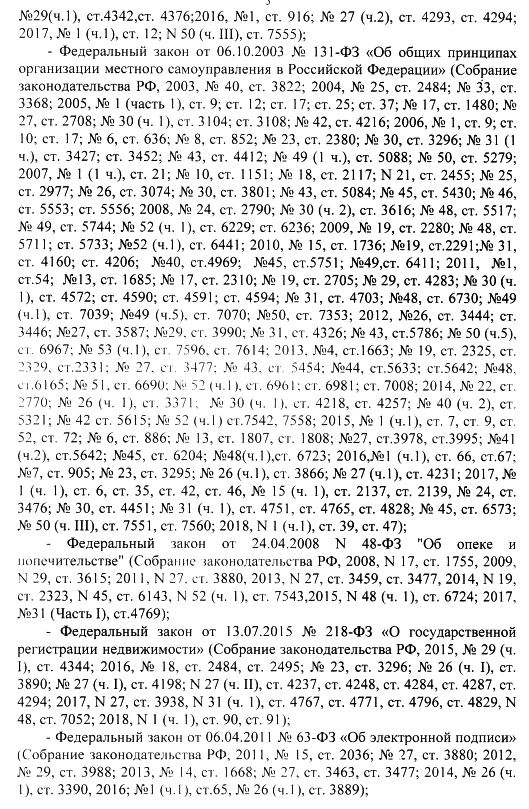 №29(ч.1), ст.4342,ст. 4376;2016, №1, ст. 916; № 27 (ч.2), ст. 4293, ст. 4294;
2017, № 1 (ч.1), ст. 12; N 50 (ч. III), ст. 7555);
- Федеральный закон от 06.10.2003 № 131-ФЗ «Об общих принципах
организации местного самоуправления в Российской Федерации» (Собрание
законодательства РФ, 2003, № 40, ст. 3822; 2004, № 25, ст. 2484; № 33, ст.
3368; 2005, № 1 (часть 1), ст. 9; ст. 12; ст. 17; ст. 25; ст. 37; № 17, ст. 1480; №
27, ст. 2708; № 30 (ч. 1), ст. 3104; ст. 3108; № 42, ст. 4216; 2006, № 1, ст. 9; ст.
10; ст. 17; № 6, ст. 636; № 8, ст. 852; № 23, ст. 2380; № 30, ст. 3296; № 31 (1
ч.), ст. 3427; ст. 3452; № 43, ст. 4412; № 49 (1 ч.), ст. 5088; № 50, ст. 5279;
2007, № 1 (1 ч.), ст. 21; № 10, ст. 1151; № 18, ст. 2117; N 21, ст. 2455; № 25,
ст. 2977; № 26, ст. 3074; № 30, ст. 3801; № 43, ст. 5084; № 45, ст. 5430; № 46,
ст. 5553; ст. 5556; 2008, № 24, ст. 2790; № 30 (ч. 2), ст. 3616; № 48, ст. 5517;
№ 49, ст. 5744; № 52 (ч. 1), ст. 6229; ст. 6236; 2009, № 19, ст. 2280; № 48, ст.
5711; ст. 5733; №52 (ч.1), ст. 6441; 2010, № 15, ст. 1736; №19, ст.2291;№ 31,
ст. 4160; ст. 4206; №40, ст.4969; №45, ст.5751; №49,ст. 6411; 2011, №1,
ст.54; №13, ст. 1685; № 17, ст. 2310; № 19, ст. 2705; № 29, ст. 4283; № 30 (ч.
1), ст. 4572; ст. 4590; ст. 4591; ст. 4594; № 31, ст. 4703; №48, ст. 6730; №49
(ч.1), ст. 7039; №49 (ч.5), ст. 7070; №50, ст. 7353; 2012, №26, ст. 3444; ст.
3446; №27, ст. 3587; №29, ст. 3990; № 31, ст. 4326; № 43, ст.5786; № 50 (ч.5),
ст. 6967; № 53 (ч.1), ст. 7596, ст. 7614; 2013, №4, ст.1663; № 19, ст. 2325, ст.
2329, ст.2331; № 27, ст. 3477; № 43, ст. 5454; №44, ст.5633; ст.5642; №48,
ст.6165; № 51, ст. 6690; № 52 (ч.1), ст. 6961; ст. 6981; ст. 7008; 2014, № 22, ст.
2770; № 26 (ч. 1), ст. 3371; № 30 (ч. 1), ст. 4218, ст. 4257; № 40 (ч. 2), ст.
5321; № 42 ст. 5615; № 52 (ч.1) ст.7542, 7558; 2015, № 1 (ч.1), ст. 7, ст. 9, ст.
52, ст. 72; № 6, ст. 886; № 13, ст. 1807, ст. 1808; №27, ст.3978, ст.3995; №41
(ч.2), ст.5642; №45, ст. 6204; №48(ч.1),ст. 6723; 2016,№1 (ч.1), ст. 66, ст.67;
№7, ст. 905; № 23, ст. 3295; № 26 (ч.1), ст. 3866; № 27 (ч.1), ст. 4231; 2017, №
1 (ч. 1), ст. 6, ст. 35, ст. 42, ст. 46, № 15 (ч. 1), ст. 2137, ст. 2139, № 24, ст.
3476; № 30, ст. 4451; № 31 (ч. 1), ст. 4751, ст. 4765, ст. 4828; № 45, ст. 6573;
№ 50 (ч. III), ст. 7551, ст. 7560; 2018, N 1 (ч.1), ст. 39, ст. 47);
- Федеральный закон от 24.04.2008 N 48-ФЗ "Об опеке и
попечительстве" (Собрание законодательства РФ, 2008, N 17, ст. 1755, 2009,
N 29, ст. 3615; 2011, N 27, ст. 3880, 2013, N 27, ст. 3459, ст. 3477, 2014, N 19,
ст. 2323, N 45, ст. 6143, N 52 (ч. 1), ст. 7543,2015, N 48 (ч. 1), ст. 6724; 2017,
№31 (Часть I), ст.4769);
- Федеральный закон от 13.07.2015 № 218-ФЗ «О государственной
регистрации недвижимости» (Собрание законодательства РФ, 2015, № 29 (ч.
I), ст. 4344; 2016, № 18, ст. 2484, ст. 2495; № 23, ст. 3296; № 26 (ч. I), ст.
3890; № 27 (ч. I), ст. 4198; N 27 (ч. II), ст. 4237, ст. 4248, ст. 4284, ст. 4287, ст.
4294; 2017, N 27, ст. 3938, N 31 (ч. 1), ст. 4767, ст. 4771, ст. 4796, ст. 4829, N
48, ст. 7052; 2018, N 1 (ч. 1), ст. 90, ст. 91);
- Федеральный закон от 06.04.2011 № 63-ФЗ «Об электронной подписи»
(Собрание законодательства РФ, 2011, № 15, ст. 2036; № 27, ст. 3880; 2012,
№ 29, ст. 3988; 2013, № 14, ст. 1668; № 27, ст. 3463, ст. 3477; 2014, № 26 (ч.
1), ст. 3390, 2016; №1 (ч.1), ст.65, № 26 (ч.1), ст. 3889);